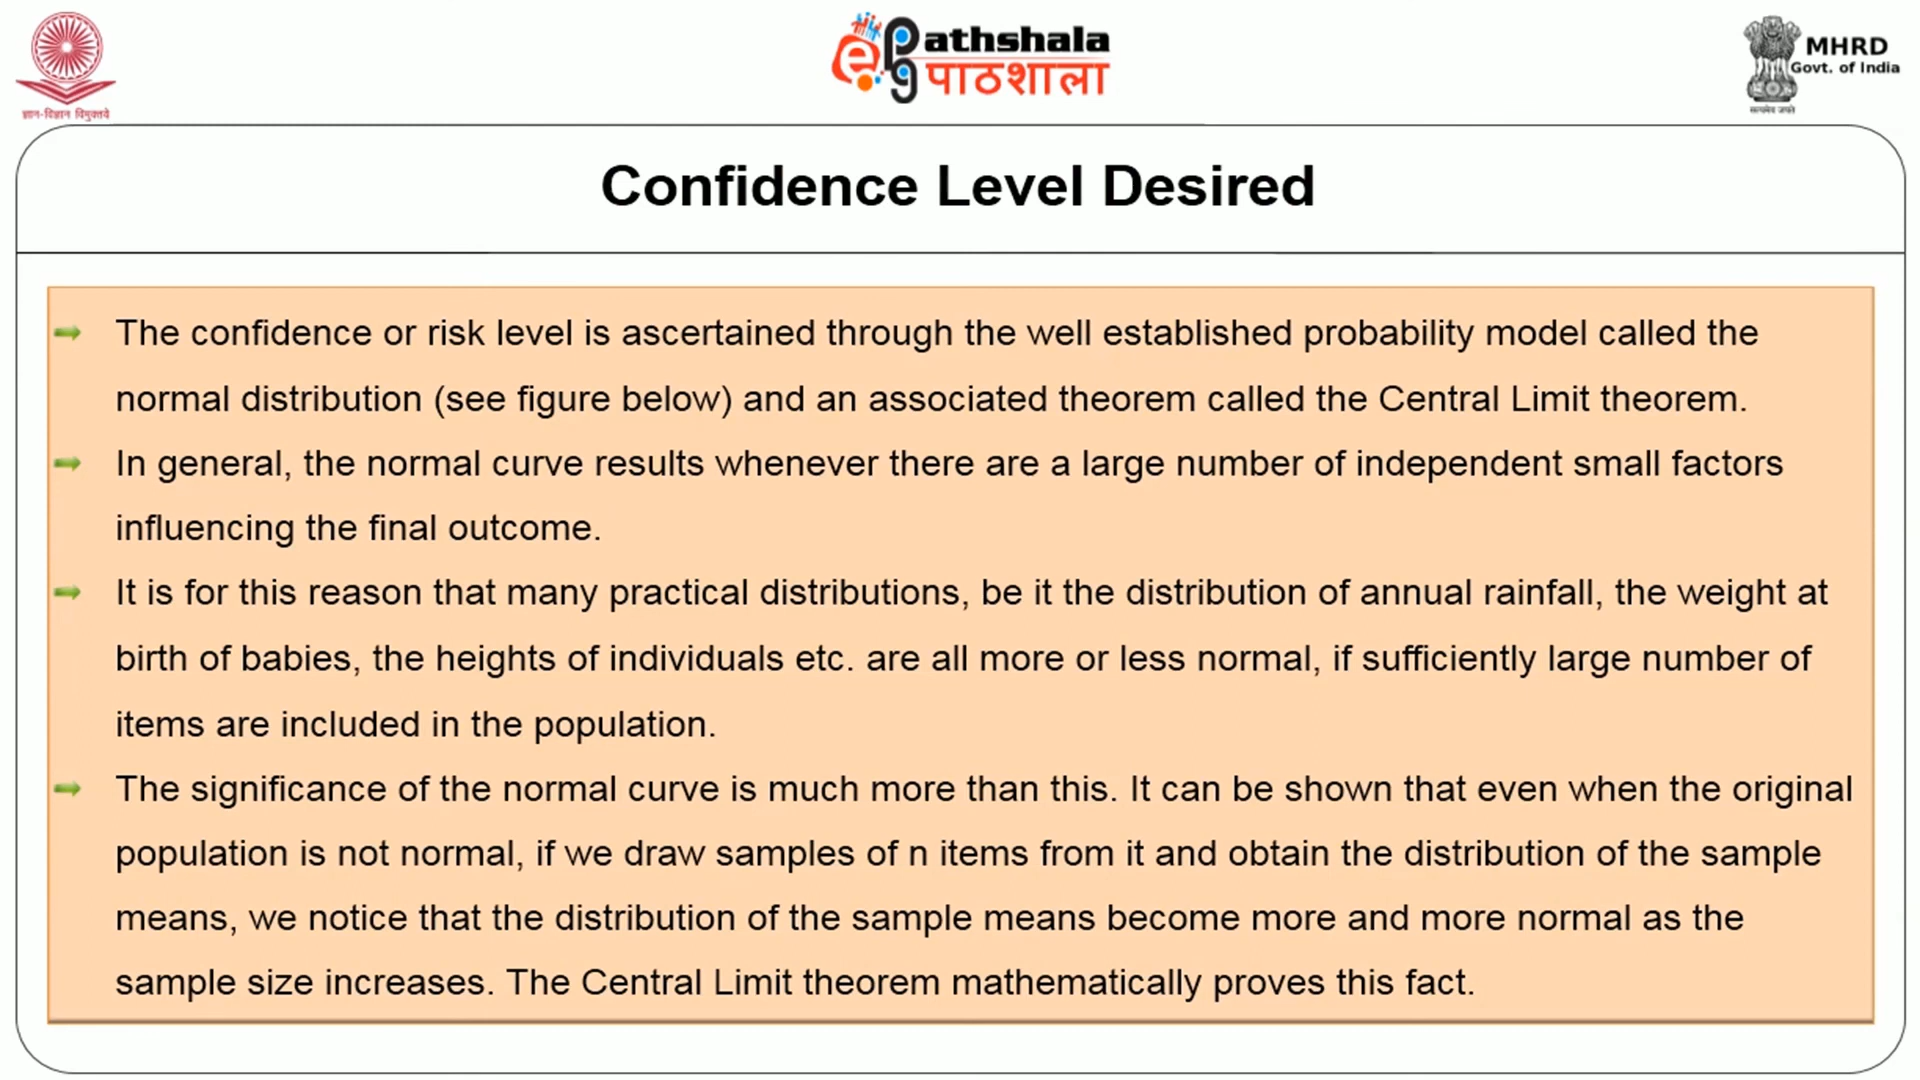 ज्ञान-विज्ञान विमुक्तये
e pg Pathshala
पाठशाला
MHRD
Govt. of India
सत्यमेव जयते
Confidence Level Desired
The confidence or risk level is ascertained through the well established probability model called the
normal distribution (see figure below) and an associated theorem called the Central Limit theorem.
In general, the normal curve results whenever there are a large number of independent small factors
influencing the final outcome.
It is for this reason that many practical distributions, be it the distribution of annual rainfall, the weight at
birth of babies, the heights of individuals etc. are all more or less normal, if sufficiently large number of
items are included in the population.
The significance of the normal curve is much more than this. It can be shown that even when the original
population is not normal, if we draw samples of n items from it and obtain the distribution of the sample
means, we notice that the distribution of the sample means become more and more normal as the
sample size increases. The Central Limit theorem mathematically proves this fact.